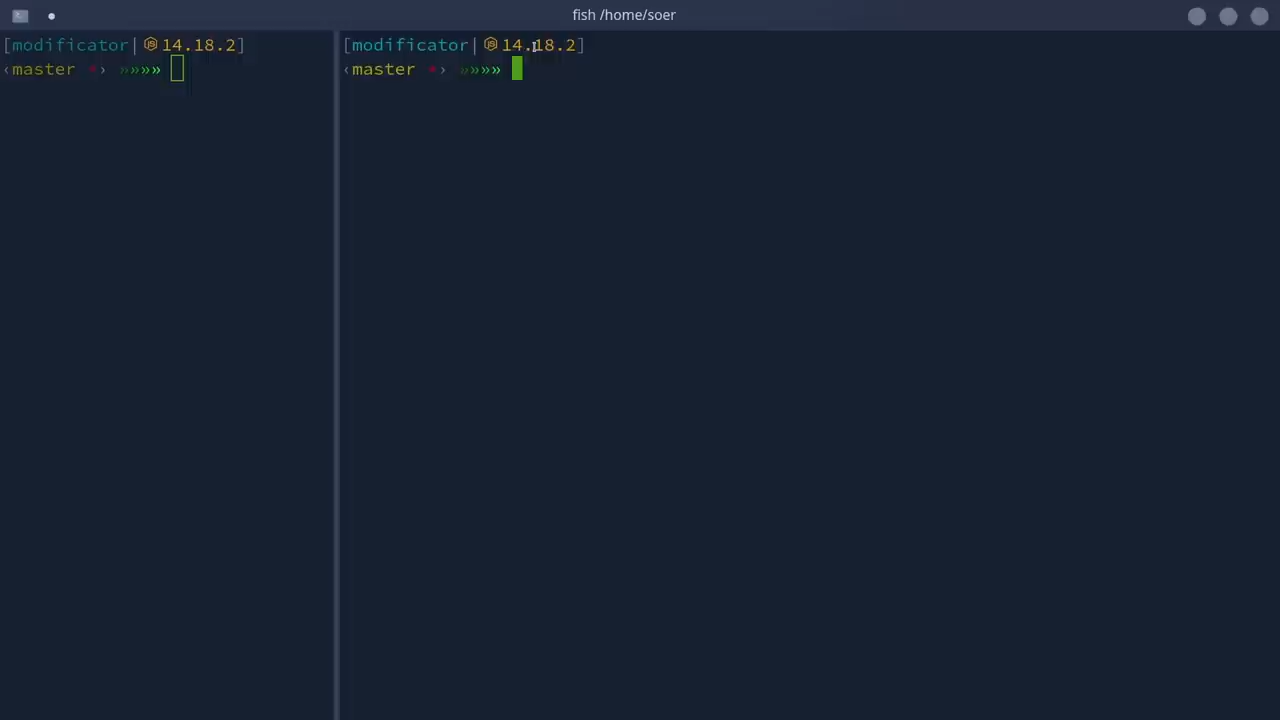 fish /home/soer
[modificator| 14.18.2]
‹master *› »»»»
[modificator| 14.18.2]
‹master *› »»»»